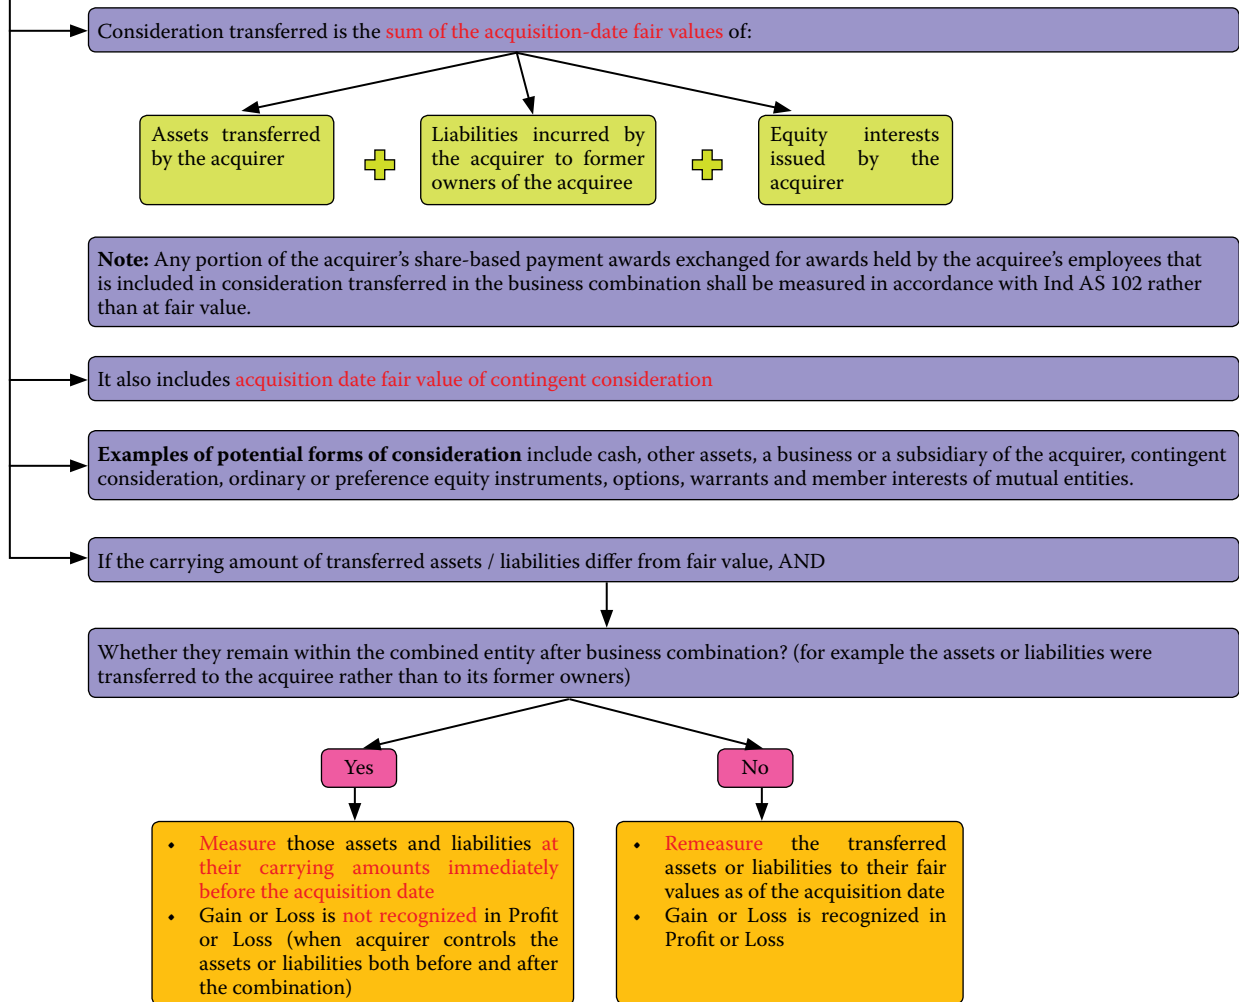 Consideration transferred is the sum of the acquisition-date fair values of:
Assets transferred
by the acquirer
Liabilities incurred by
the acquirer to former
owners of the acquiree
Equity interests
issued by the
acquirer
Note: Any portion of the acquirer’s share-based payment awards exchanged for awards held by the acquiree’s employees that
is included in consideration transferred in the business combination shall be measured in accordance with Ind AS 102 rather
than at fair value.
It also includes acquisition date fair value of contingent consideration
Examples of potential forms of consideration include cash, other assets, a business or a subsidiary of the acquirer, contingent
consideration, ordinary or preference equity instruments, options, warrants and member interests of mutual entities.
If the carrying amount of transferred assets / liabilities differ from fair value, AND
Whether they remain within the combined entity after business combination? (for example the assets or liabilities were
transferred to the acquiree rather than to its former owners)
Yes
No
• Measure those assets and liabilities at
their carrying amounts immediately
before the acquisition date
• Gain or Loss is not recognized in Profit
or Loss (when acquirer controls the
assets or liabilities both before and after
the combination)
• Remeasure the transferred
assets or liabilities to their fair
values as of the acquisition date
• Gain or Loss is recognized in
Profit or Loss